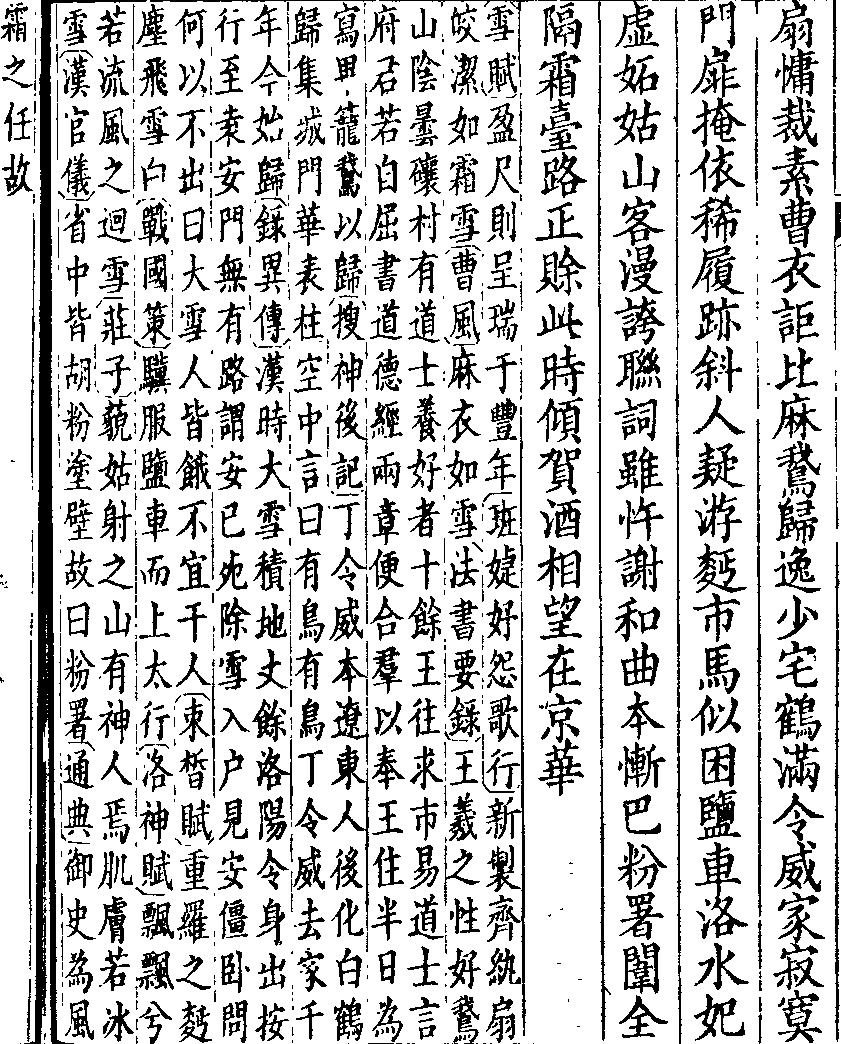 扇慵裁素曹衣詎比麻鵞歸逸少宅鶴滿令威家寂寞
門扉掩依稀履跡斜人疑游麪市馬似困鹽車洛水妃
虛妬姑山客漫誇聯詞雖忤謝和曲本慚巴粉署闈全
隔霜臺路正賒此時傾賀酒相望在京華
雪賦盈尺則呈瑞于豐年班婕妤怨歌行新製齊紈扇
皎潔如霜雪曹風麻衣如雪法書要錄王羲之性好鵞
山陰曇礲村有道士養好者十餘王往求市易道士言
府君若自屈書道德經兩章便合羣以奉王住半日為
寫畢籠鵞以歸搜神後記丁令威本遼東人後化白鶴
歸集城門華表柱空中言曰有鳥有鳥丁令威去家千
年今始歸錄異傳漢時大雪積地丈餘洛陽令身出按
行至袁安門無有路謂安已死除雪入户見安僵卧問
何以不出曰大雪人皆餓不宜干人束皙賦重羅之麪
塵飛雪白戰國策驥服鹽車而上太行洛神賦飄飄兮
若流風之迴雪莊子藐姑射之山有神人焉肌膚若冰
雪漢官儀省中皆胡粉塗壁故曰粉署通典御史為風
霜之任故